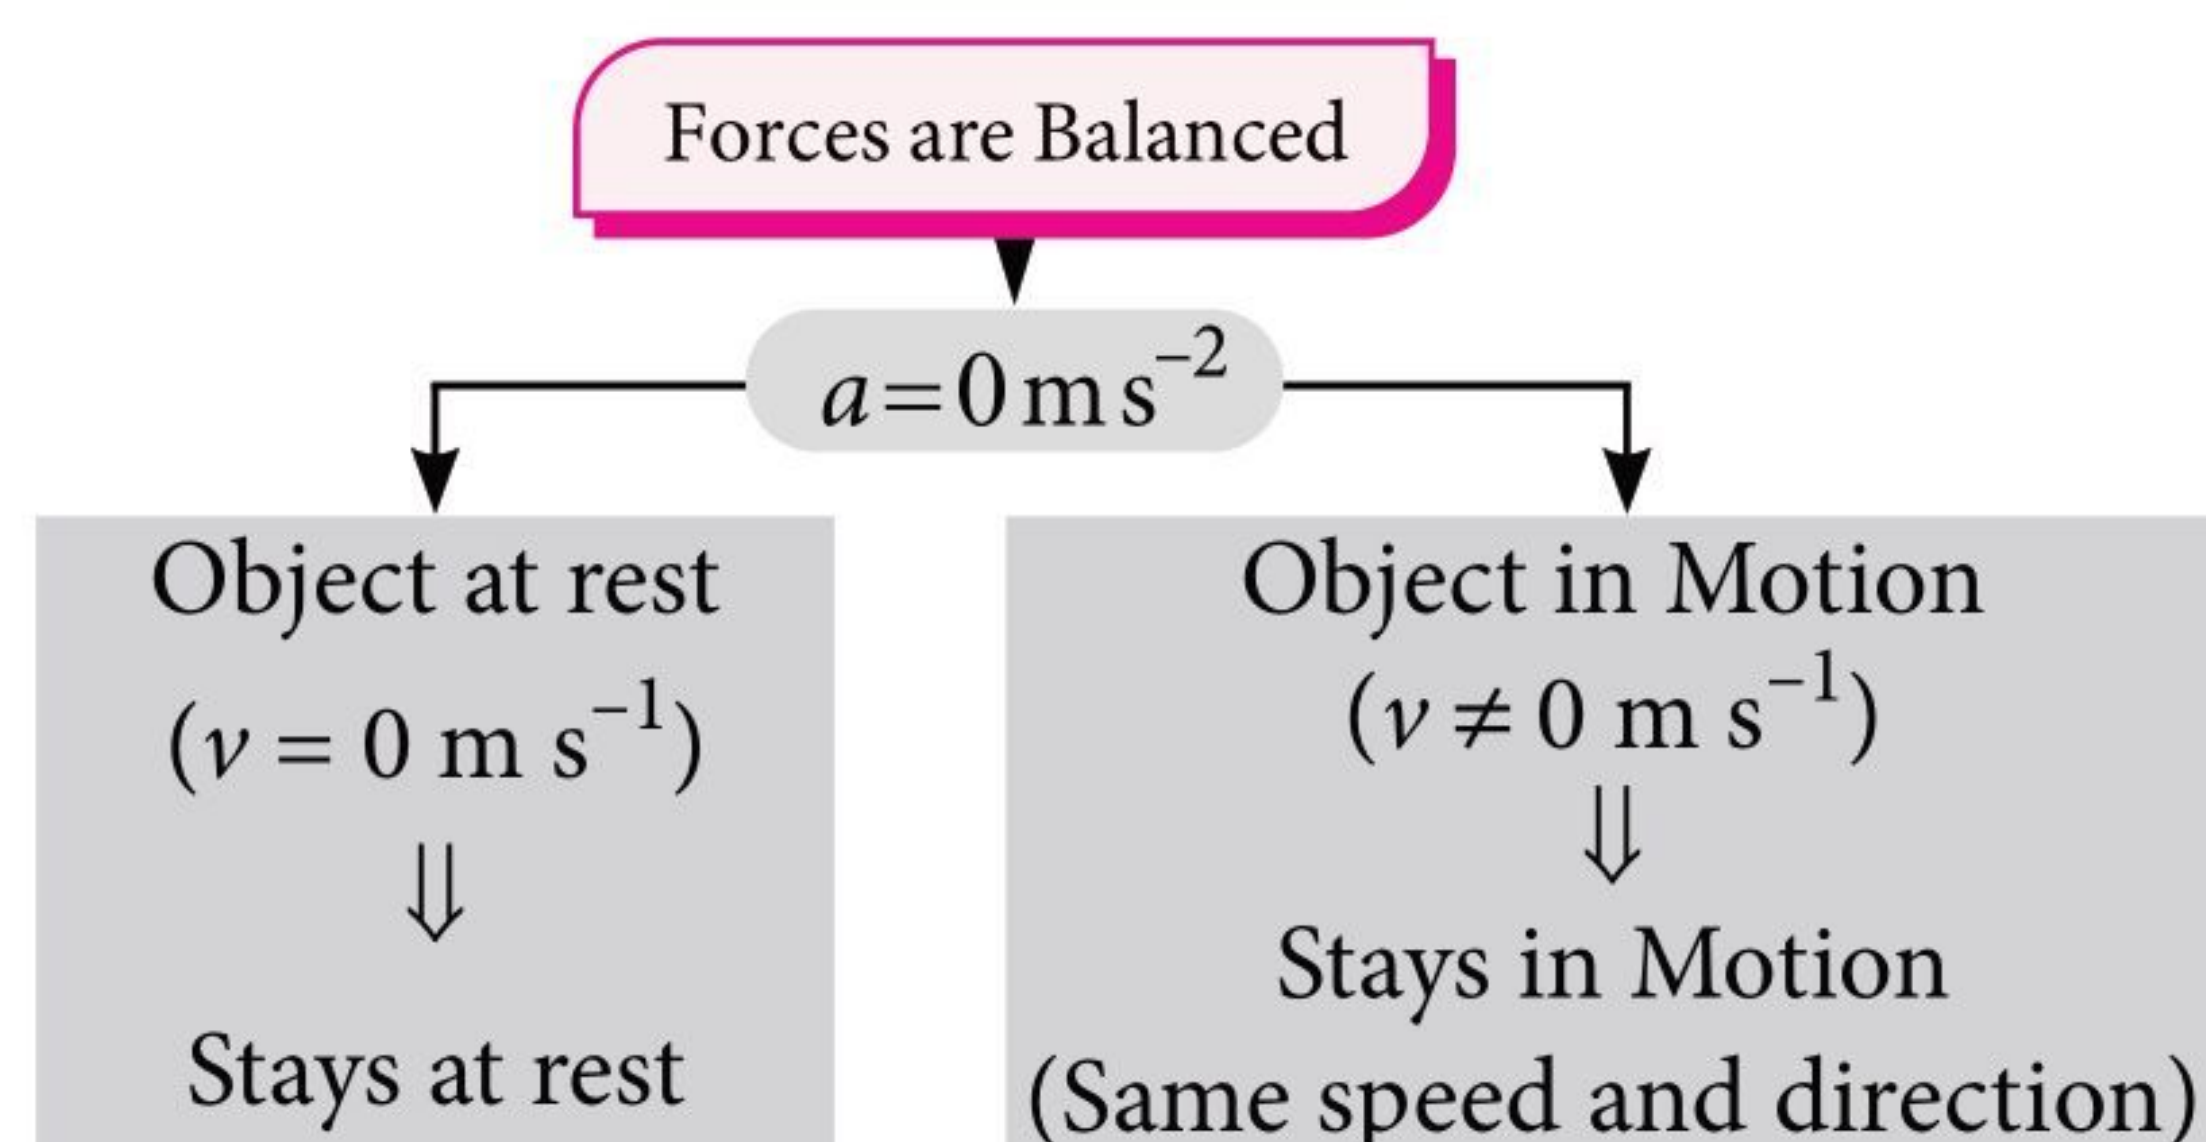 Forces are Balanced
a = 0 m s⁻²
Object at rest
(v = 0 m s⁻¹)
⇓
Stays at rest
Object in Motion
(v ≠ 0 m s⁻¹)
⇓
Stays in Motion
(Same speed and direction)